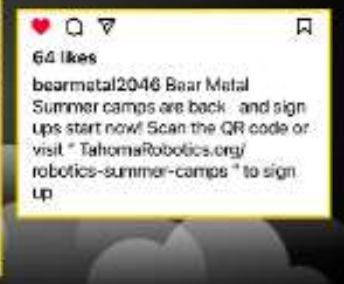 64 likes
bearmetal2046 Bear Metal
Summer camps are back and sign
ups start now! Scan the QR code or
visit " TahomaRobotics.org/
robotics-summer-camps " to sign
up